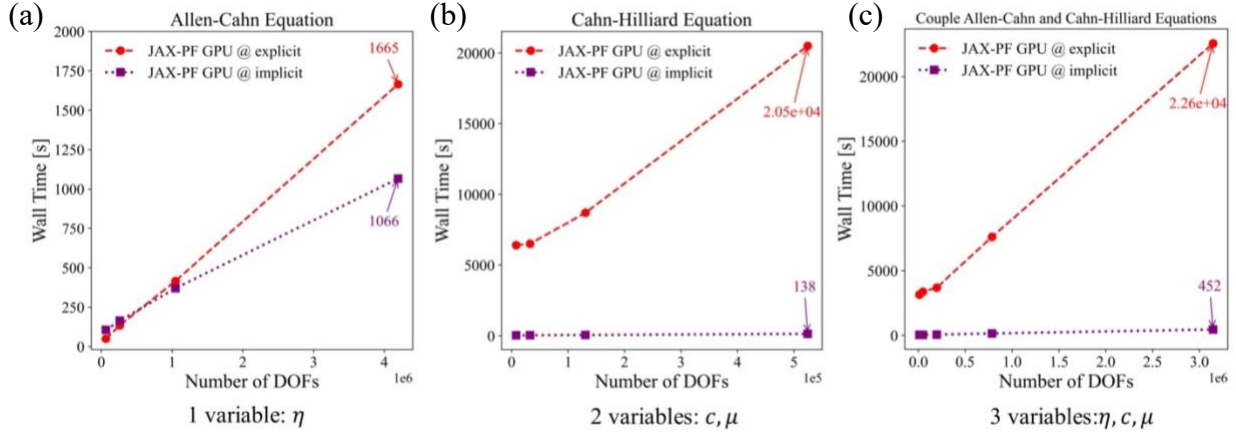 (a)
Allen-Cahn Equation
JAX-PF GPU @ explicit
JAX-PF GPU @ implicit
1665
1066
Wall Time [s]
2000
1750
1500
1250
1000
750
500
250
0
0 1 2 3 4
1e6
Number of DOFs
1 variable: η
(b)
Cahn-Hilliard Equation
JAX-PF GPU @ explicit
JAX-PF GPU @ implicit
2.05e+04
138
Wall Time [s]
20000
15000
10000
5000
0
0 1 2 3 4 5
1e5
Number of DOFs
2 variables: c, μ
(c)
Couple Allen-Cahn and Cahn-Hilliard Equations
JAX-PF GPU @ explicit
JAX-PF GPU @ implicit
2.26e+04
452
Wall Time [s]
20000
15000
10000
5000
0
0.0 0.5 1.0 1.5 2.0 2.5 3.0
1e6
Number of DOFs
3 variables:η, c, μ